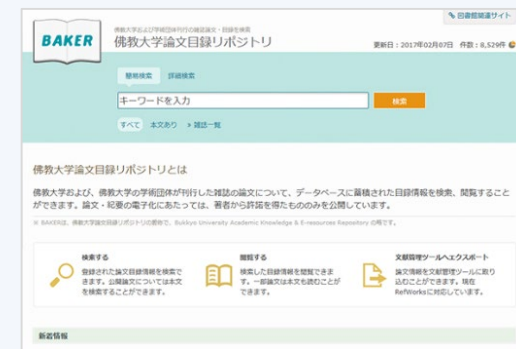 図書館関連サイト
BAKER
佛教大学および学術団体刊行の雑誌論文・目録を検索
佛教大学論文目録リポジトリ
更新日：2017年02月07日 件数：8,529件
簡易検索 詳細検索
キーワードを入力
検索
すべて 本文あり > 雑誌一覧
佛教大学論文目録リポジトリとは
佛教大学および、佛教大学の学術団体が刊行した雑誌の論文について、データベースに蓄積された目録情報を検索、閲覧すること
ができます。論文・紀要の電子化にあたっては、著者から許諾を得たもののみを公開しています。
※ BAKERは、佛教大学論文目録リポジトリの愛称で、Bukkyo University Academic Knowledge & E-resources Repository の略です。
検索する
登録された論文目録情報を検索で
きます。公開論文については本文
を検索することができます。
閲覧する
検索した目録情報を閲覧できま
す。一部論文は本文も読むことが
できます。
文献管理ツールへエクスポート
論文情報を文献管理ツールに取り
込むことができます。現在
RefWorksに対応しています。
新着情報